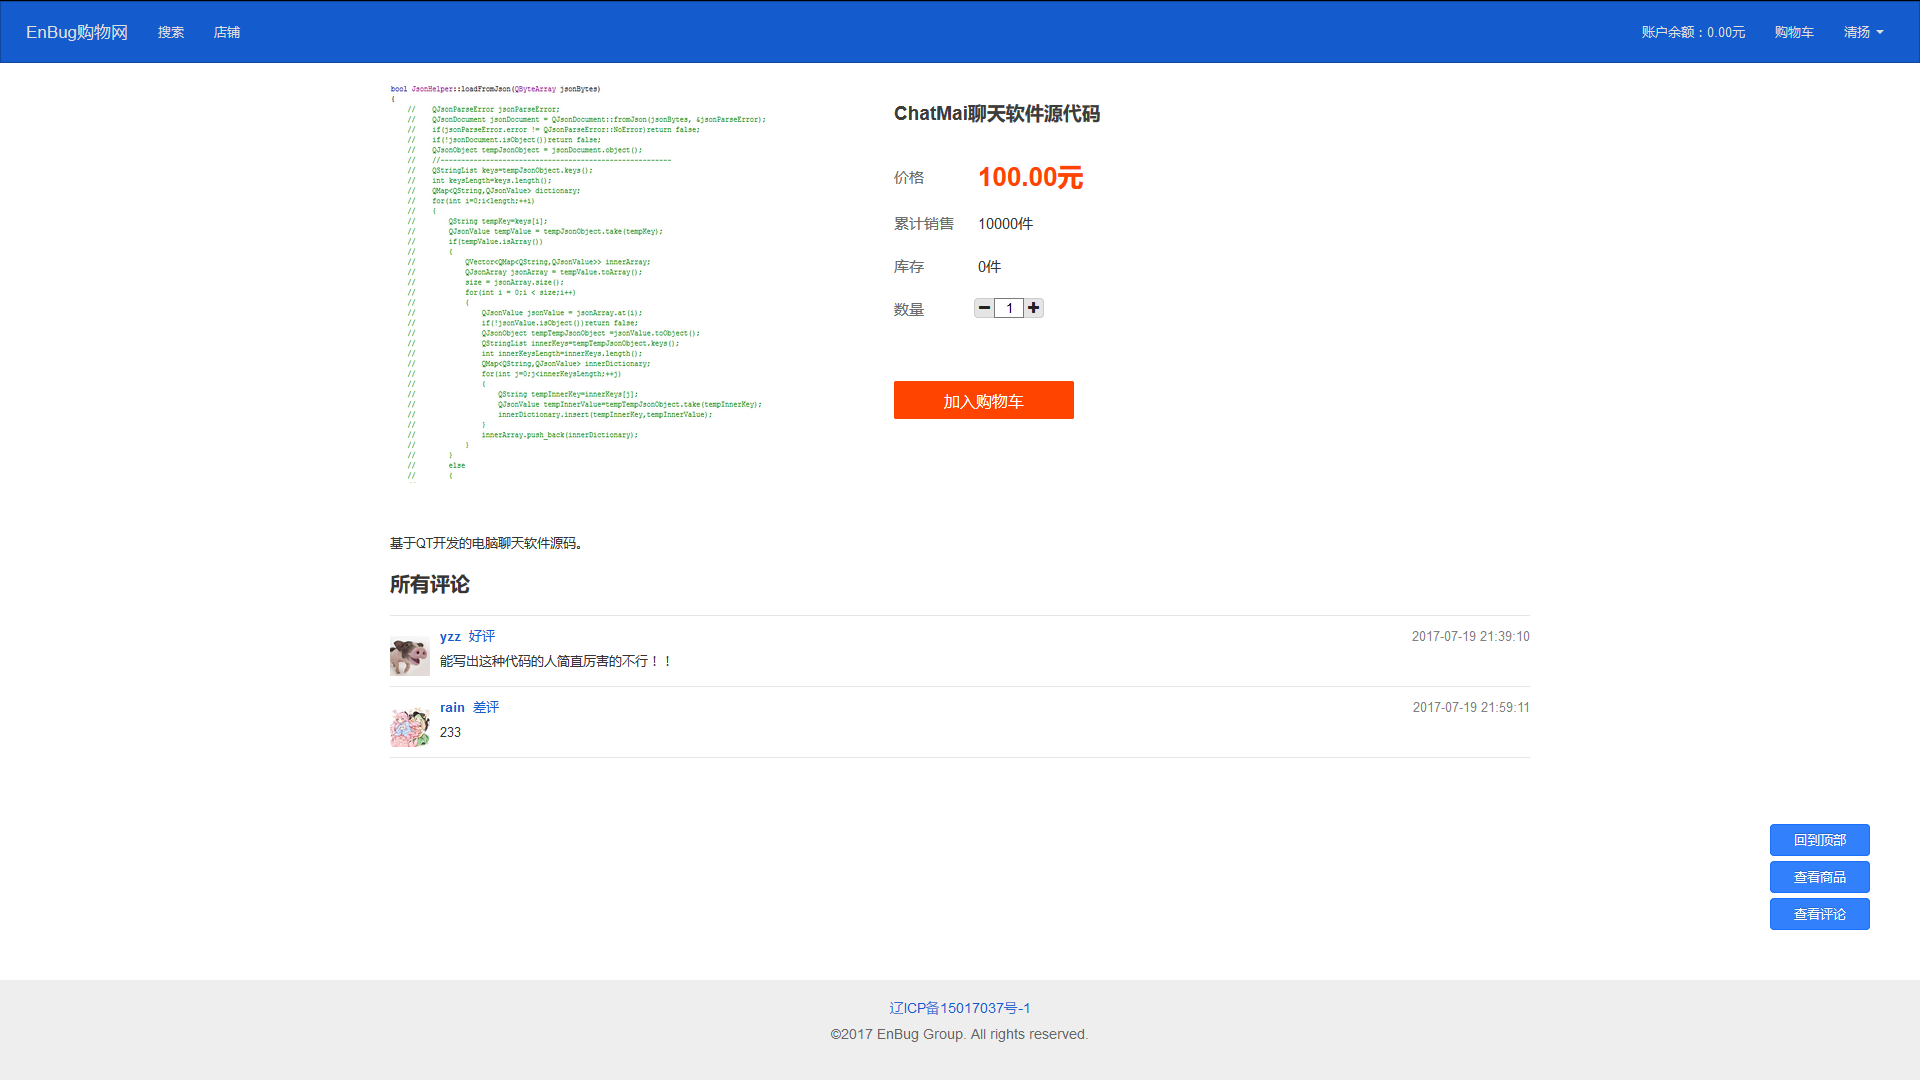 EnBug购物网 搜索 店铺 账户余额：0.00元 购物车 清扬
bool JsonHelper::loadFromJson(QByteArray jsonBytes)
{
// QJsonParseError jsonParseError;
// QJsonDocument jsonDocument = QJsonDocument::fromJson(jsonBytes, &jsonParseError);
// if(jsonParseError.error != QJsonParseError::NoError)return false;
// if(!jsonDocument.isObject())return false;
// QJsonObject tempJsonObject = jsonDocument.object();
// //--------------------------------------------------------
// QStringList keys=tempJsonObject.keys();
// int keysLength=keys.length();
// QMap<QString,QJsonValue> dictionary;
// for(int i=0;i<length;++i)
// {
// QString tempKey=keys[i];
// QJsonValue tempValue = tempJsonObject.take(tempKey);
// if(tempValue.isArray())
// {
// QVector<QMap<QString,QJsonValue>> innerArray;
// QJsonArray jsonArray = tempValue.toArray();
// size = jsonArray.size();
// for(int i = 0;i < size;i++)
// {
// QJsonValue jsonValue = jsonArray.at(i);
// if(!jsonValue.isObject())return false;
// QJsonObject tempTempJsonObject =jsonValue.toObject();
// QStringList innerKeys=tempTempJsonObject.keys();
// int innerKeysLength=innerKeys.length();
// QMap<QString,QJsonValue> innerDictionary;
// for(int j=0;j<innerKeysLength;++j)
// {
// QString tempInnerKey=innerKeys[j];
// QJsonValue tempInnerValue=tempTempJsonObject.take(tempInnerKey);
// innerDictionary.insert(tempInnerKey,tempInnerValue);
// }
// innerArray.push_back(innerDictionary);
// }
// }
// else
// {
ChatMai聊天软件源代码
价格 100.00元
累计销售 10000件
库存 0件
数量 1
加入购物车
基于QT开发的电脑聊天软件源码。
所有评论
yzz 好评 2017-07-19 21:39:10
能写出这种代码的人简直厉害的不行！！
rain 差评 2017-07-19 21:59:11
233
回到顶部
查看商品
查看评论
辽ICP备15017037号-1
©2017 EnBug Group. All rights reserved.